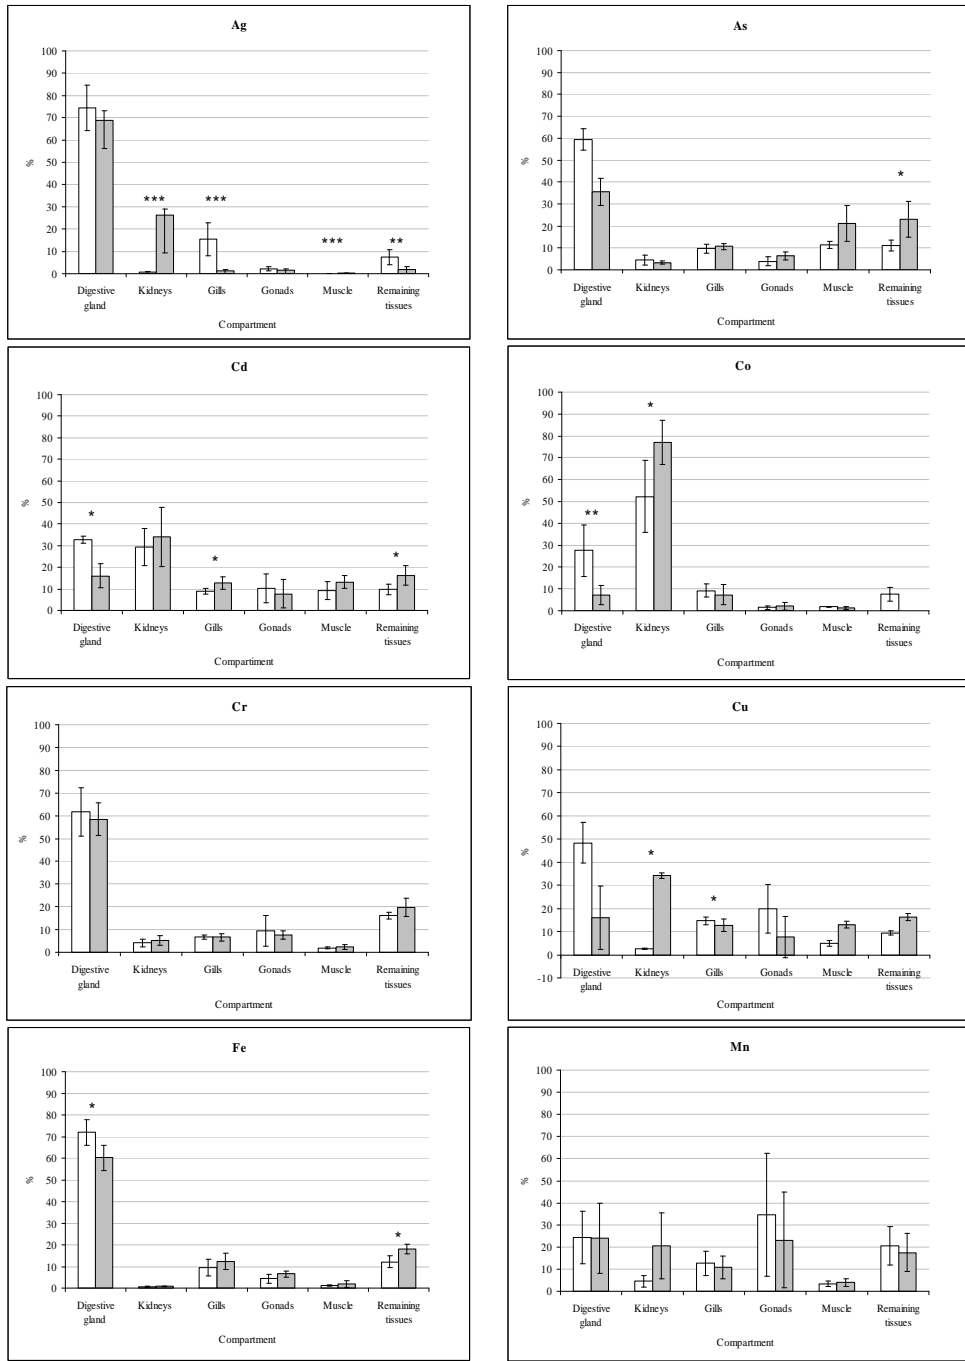 Ag
100
90
80
70
60
50
40
30
20
10
0
%
***
***
***
**
Digestive gland
Kidneys
Gills
Gonads
Muscle
Remaining tissues
Compartment
As
100
90
80
70
60
50
40
30
20
10
0
%
*
Digestive gland
Kidneys
Gills
Gonads
Muscle
Remaining tissues
Compartment
Cd
100
90
80
70
60
50
40
30
20
10
0
%
*
*
*
Digestive gland
Kidneys
Gills
Gonads
Muscle
Remaining tissues
Compartiment
Co
100
90
80
70
60
50
40
30
20
10
0
%
**
*
Digestive gland
Kidneys
Gills
Gonads
Muscle
Remaining tissues
Compartment
Cr
100
90
80
70
60
50
40
30
20
10
0
%
Digestive gland
Kidneys
Gills
Gonads
Muscle
Remaining tissues
Compartment
Cu
100
90
80
70
60
50
40
30
20
10
0
-10
%
*
*
Digestive gland
Kidneys
Gills
Gonads
Muscle
Remaining tissues
Compartment
Fe
100
90
80
70
60
50
40
30
20
10
0
%
*
*
Digestive gland
Kidneys
Gills
Gonads
Muscle
Remaining tissues
Compartment
Mn
100
90
80
70
60
50
40
30
20
10
0
%
Digestive gland
Kidneys
Gills
Gonads
Muscle
Remaining tissues
Compartment